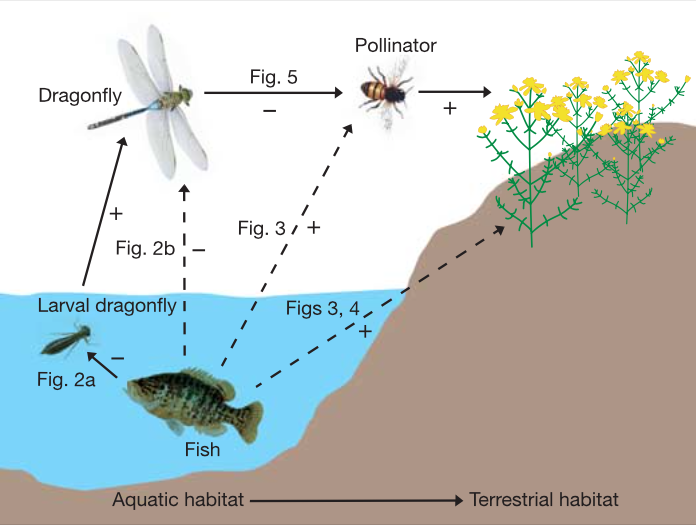 Pollinator
Fig. 5
Dragonfly
–
+
+
Fig. 3
+
Fig. 2b
–
Larval dragonfly
Figs 3, 4
+
–
Fig. 2a
Fish
Aquatic habitat
Terrestrial habitat